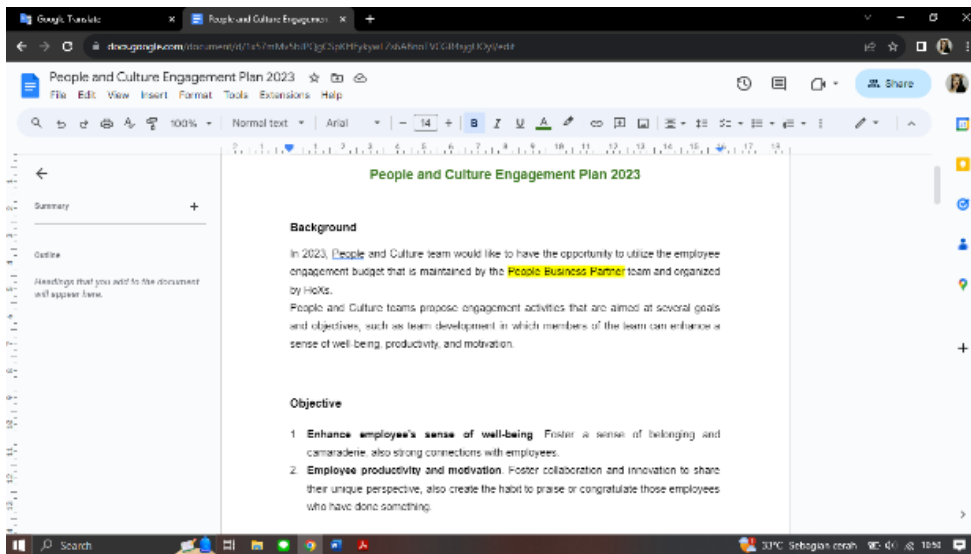 Google Translate
People and Culture Engagemen
People and Culture Engagement Plan 2023
File Edit View Insert Format Tools Extensions Help
Share
100% Normal text Arial 14
People and Culture Engagement Plan 2023
Summary
Background
Outline
In 2023, People and Culture team would like to have the opportunity to utilize the employee
engagement budget that is maintained by the People Business Partner team and organized
by HoXs.
Headings that you add to the document
will appear here.
People and Culture teams propose engagement activities that are aimed at several goals
and objectives, such as team development in which members of the team can enhance a
sense of well-being, productivity, and motivation.
Objective
1 Enhance employee's sense of well-being Foster a sense of belonging and
camaraderie, also strong connections with employees.
2. Employee productivity and motivation. Foster collaboration and innovation to share
their unique perspective, also create the habit to praise or congratulate those employees
who have done something.
Search
33°C Sebagian cerah 10:50